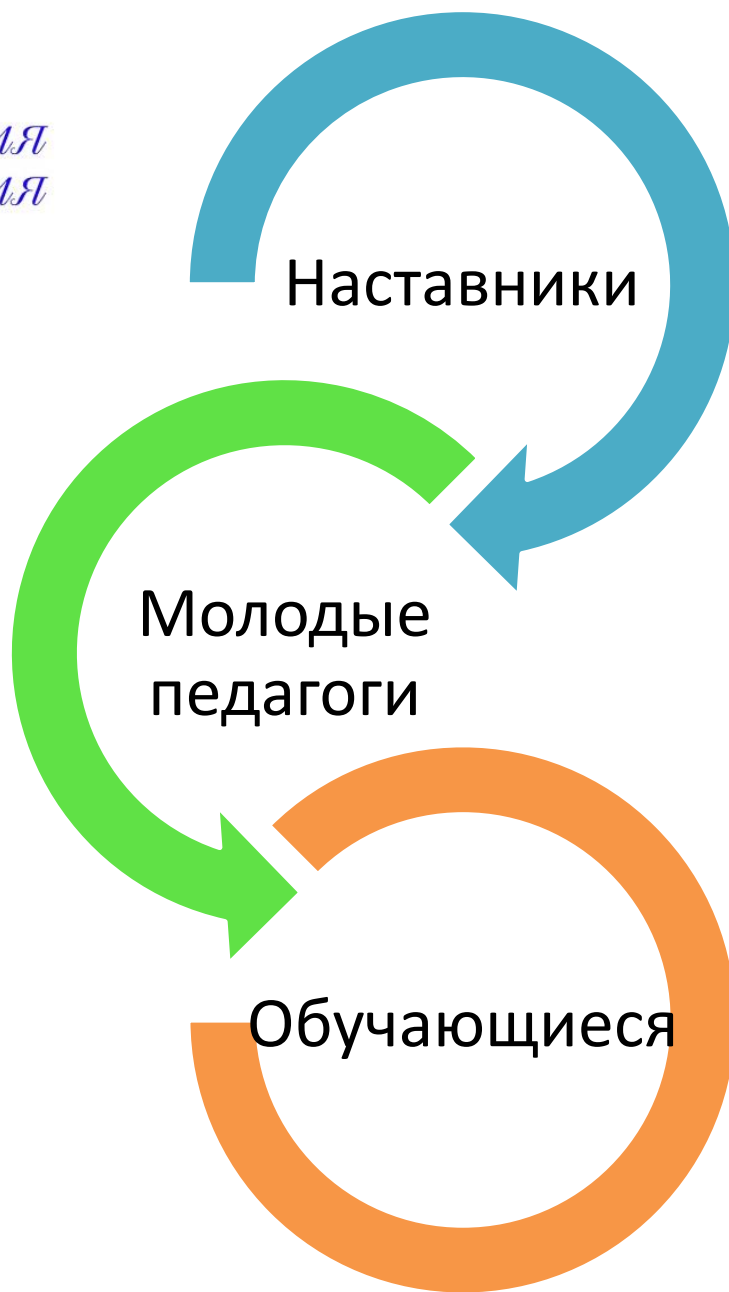 Наставники
Молодые
педагоги
Обучающиеся